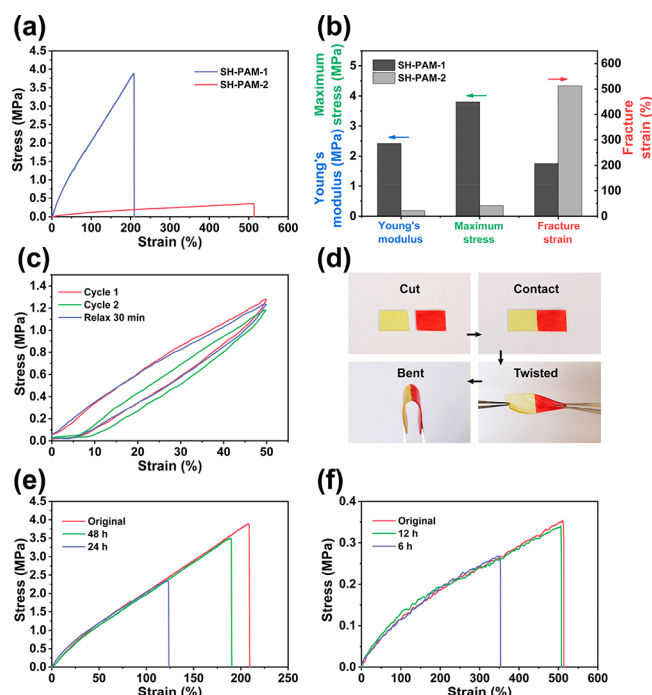 (a)
4.5
4.0
3.5
3.0
2.5
2.0
1.5
1.0
0.5
0.0
Stress (MPa)
SH-PAM-1
SH-PAM-2
0 100 200 300 400 500 600
Strain (%)
(b)
Maximum
stress (MPa)
Young's
modulus (MPa)
5
4
3
2
1
0
SH-PAM-1
SH-PAM-2
600
500
400
300
200
100
0
Fracture
strain (%)
Young's
modulus
Maximum
stress
Fracture
strain
(c)
1.4
1.2
1.0
0.8
0.6
0.4
0.2
0.0
Stress (MPa)
Cycle 1
Cycle 2
Relax 30 min
0 10 20 30 40 50
Strain (%)
(d)
Cut
Contact
Bent
Twisted
(e)
5.0
4.5
4.0
3.5
3.0
2.5
2.0
1.5
1.0
0.5
0.0
Stress (MPa)
Original
48 h
24 h
0 50 100 150 200 250
Strain (%)
(f)
0.4
0.3
0.2
0.1
0.0
Stress (MPa)
Original
12 h
6 h
0 100 200 300 400 500 600
Strain (%)